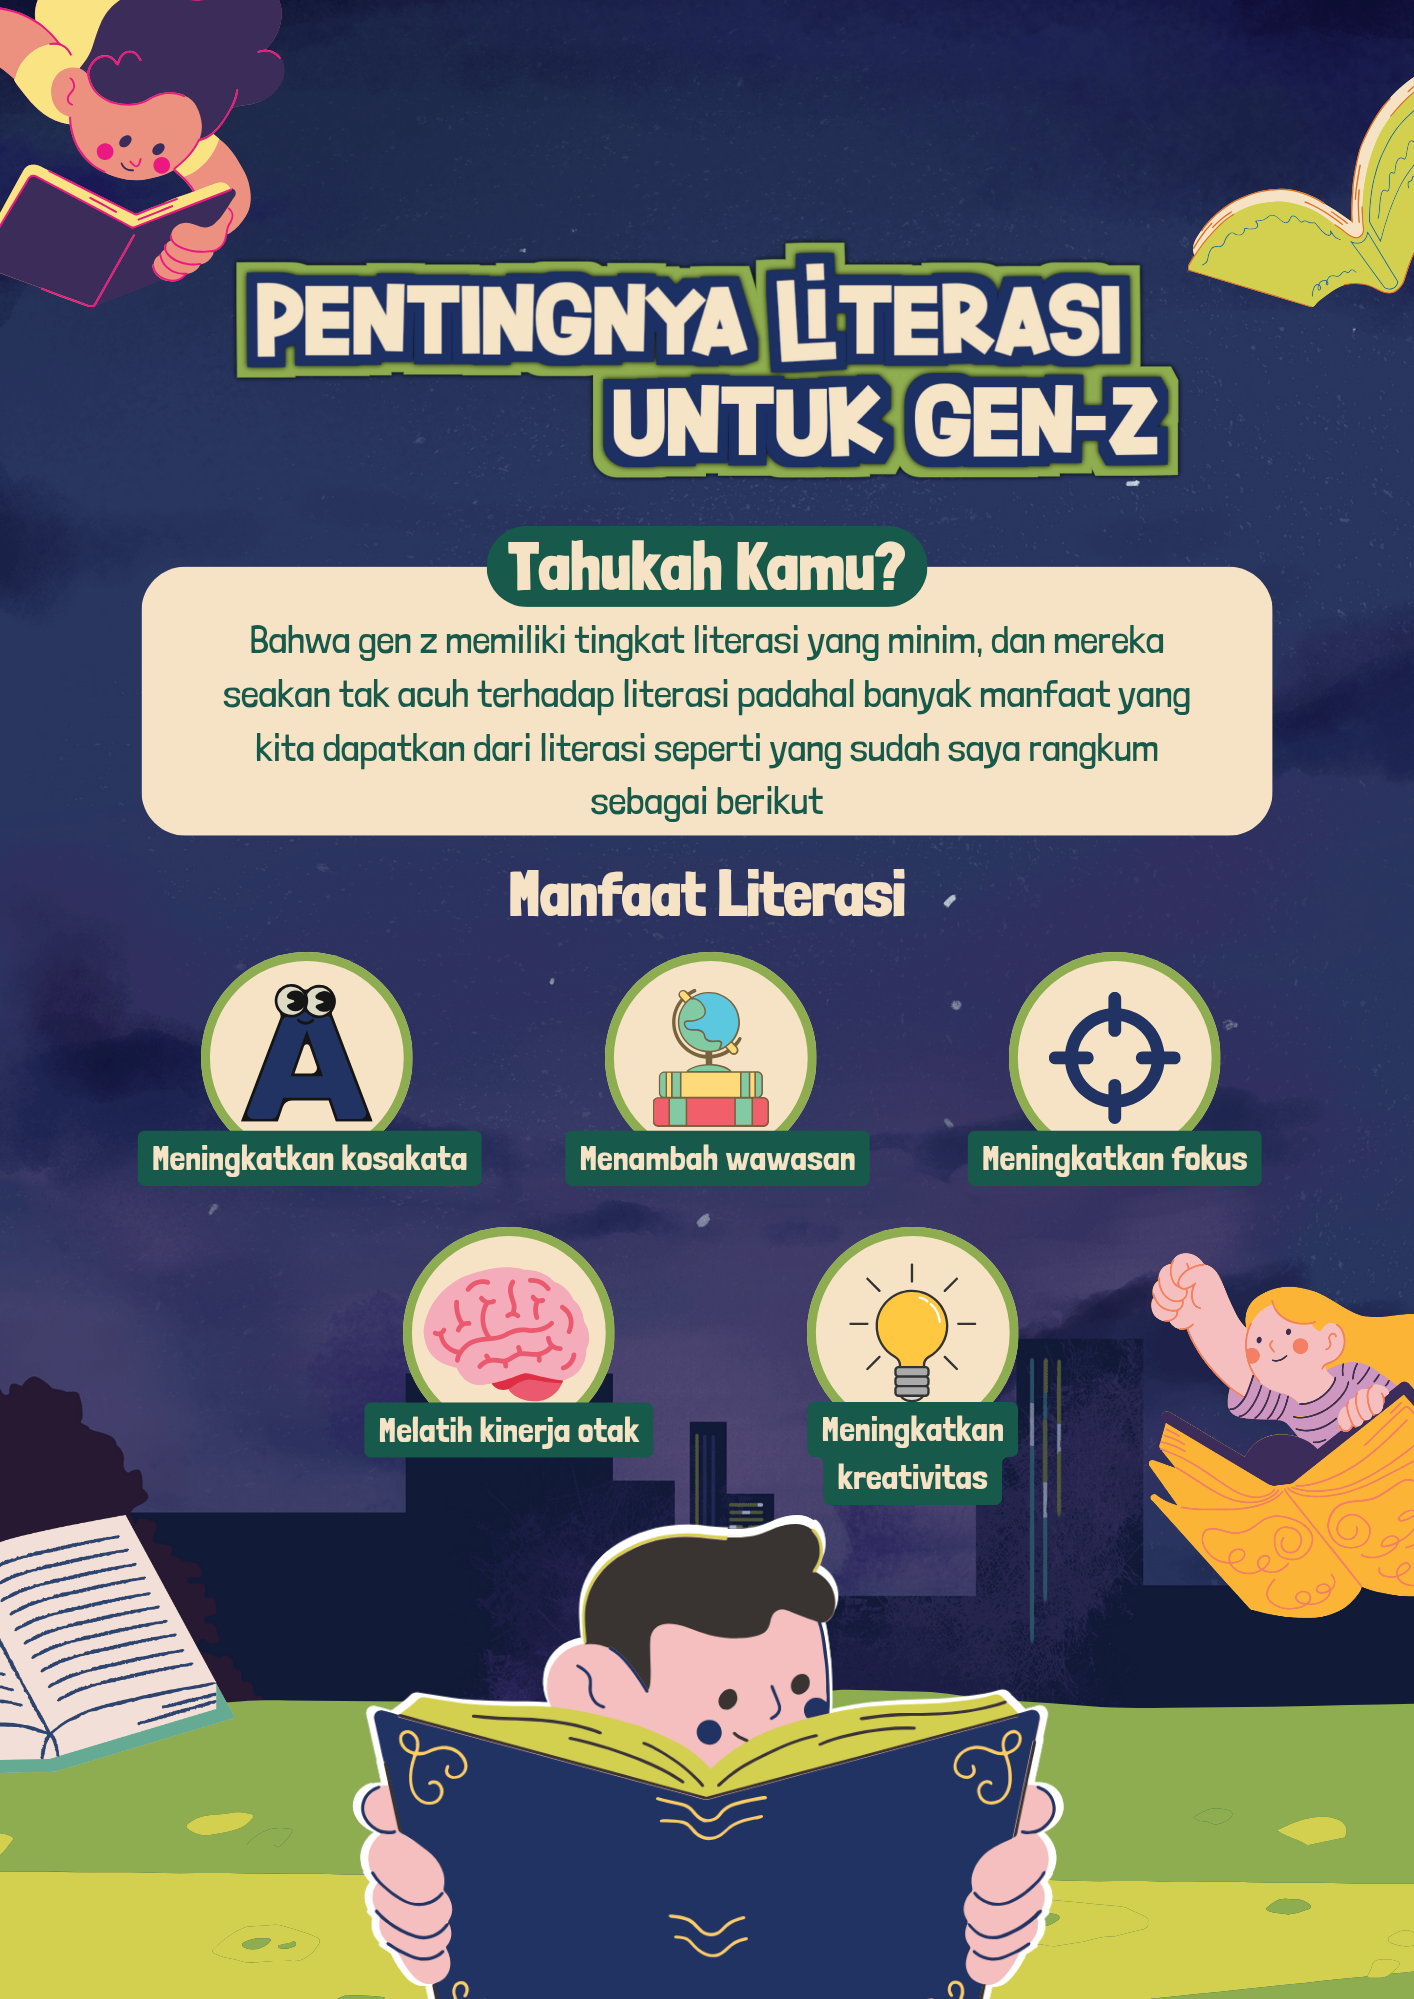 PENTINGNYA LiTERASI
UNTUK GEN-Z
Tahukah Kamu?
Bahwa gen z memiliki tingkat literasi yang minim, dan mereka
seakan tak acuh terhadap literasi padahal banyak manfaat yang
kita dapatkan dari literasi seperti yang sudah saya rangkum
sebagai berikut
Manfaat Literasi
A
Meningkatkan kosakata
Menambah wawasan
Meningkatkan fokus
Melatih kinerja otak
Meningkatkan
kreativitas